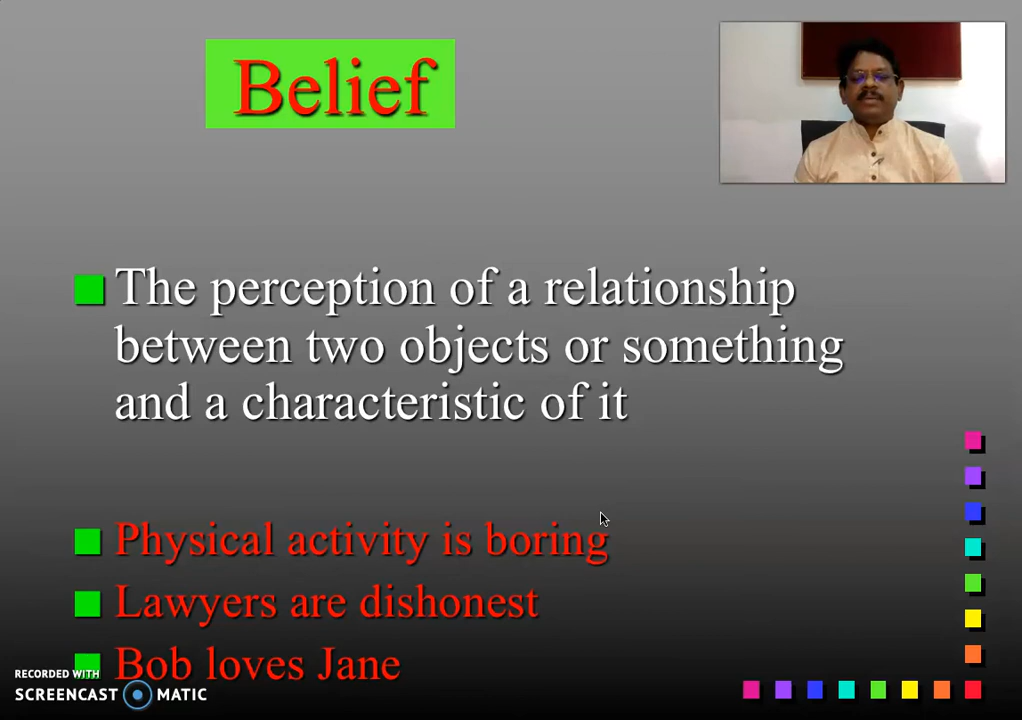 Belief
The perception of a relationship
between two objects or something
and a characteristic of it
Physical activity is boring
Lawyers are dishonest
Bob loves Jane
RECORDED WITH
SCREENCAST MATIC